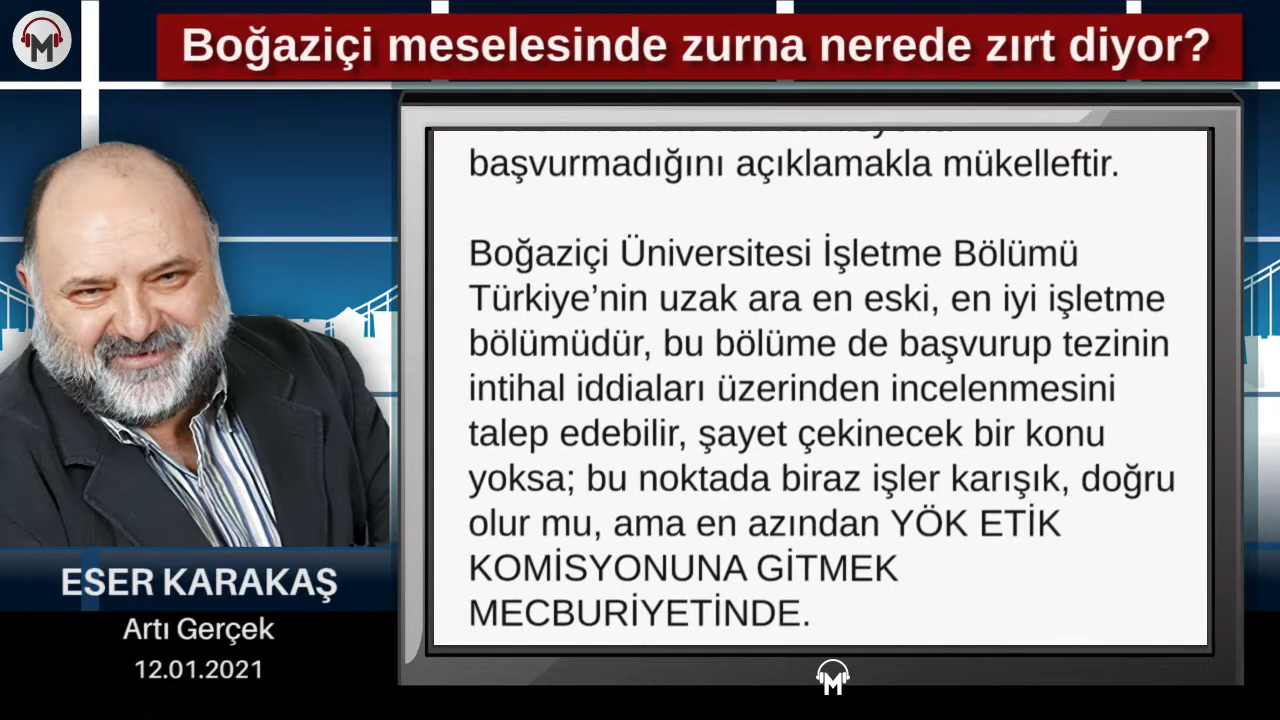 Boğaziçi meselesinde zurna nerede zırt diyor?
başvurmadığını açıklamakla mükelleftir.
Boğaziçi Üniversitesi İşletme Bölümü
Türkiye’nin uzak ara en eski, en iyi işletme
bölümüdür, bu bölüme de başvurup tezinin
intihal iddiaları üzerinden incelenmesini
talep edebilir, şayet çekinecek bir konu
yoksa; bu noktada biraz işler karışık, doğru
olur mu, ama en azından YÖK ETİK
KOMİSYONUNA GİTMEK
MECBURİYETİNDE.
ESER KARAKAŞ
Artı Gerçek
12.01.2021